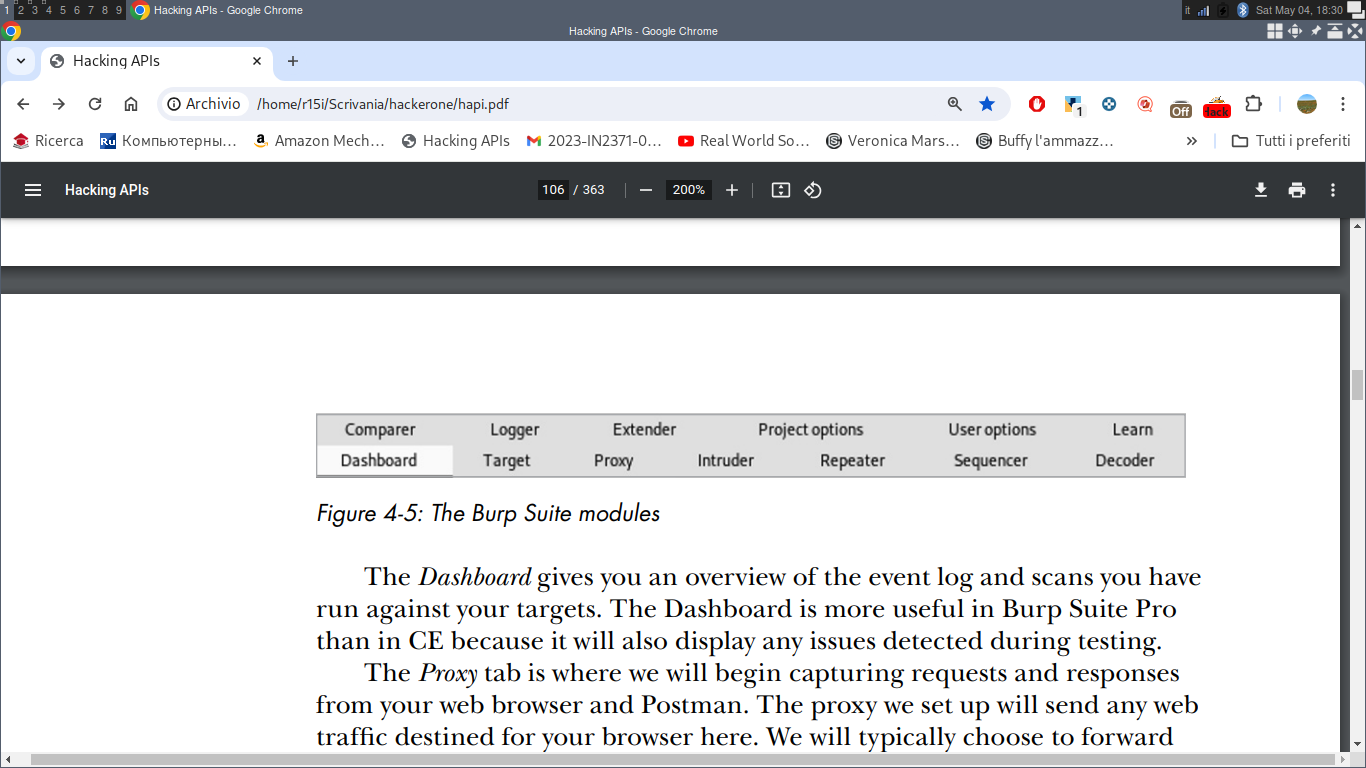 1 2 3 4 5 6 7 8 9 Hacking APIs - Google Chrome it Sat May 04, 18:30
Hacking APIs - Google Chrome
Hacking APIs
Archivio /home/r15i/Scrivania/hackerone/hapi.pdf 1 Off fack
Ricerca Ru Компьютерны... Amazon Mech... Hacking APIs 2023-IN2371-0... Real World So... Veronica Mars... Buffy l'ammazz... » Tutti i preferiti
Hacking APIs 106 / 363 200%
Comparer Logger Extender Project options User options Learn
Dashboard Target Proxy Intruder Repeater Sequencer Decoder
Figure 4-5: The Burp Suite modules
The Dashboard gives you an overview of the event log and scans you have
run against your targets. The Dashboard is more useful in Burp Suite Pro
than in CE because it will also display any issues detected during testing.
The Proxy tab is where we will begin capturing requests and responses
from your web browser and Postman. The proxy we set up will send any web
traffic destined for your browser here. We will typically choose to forward